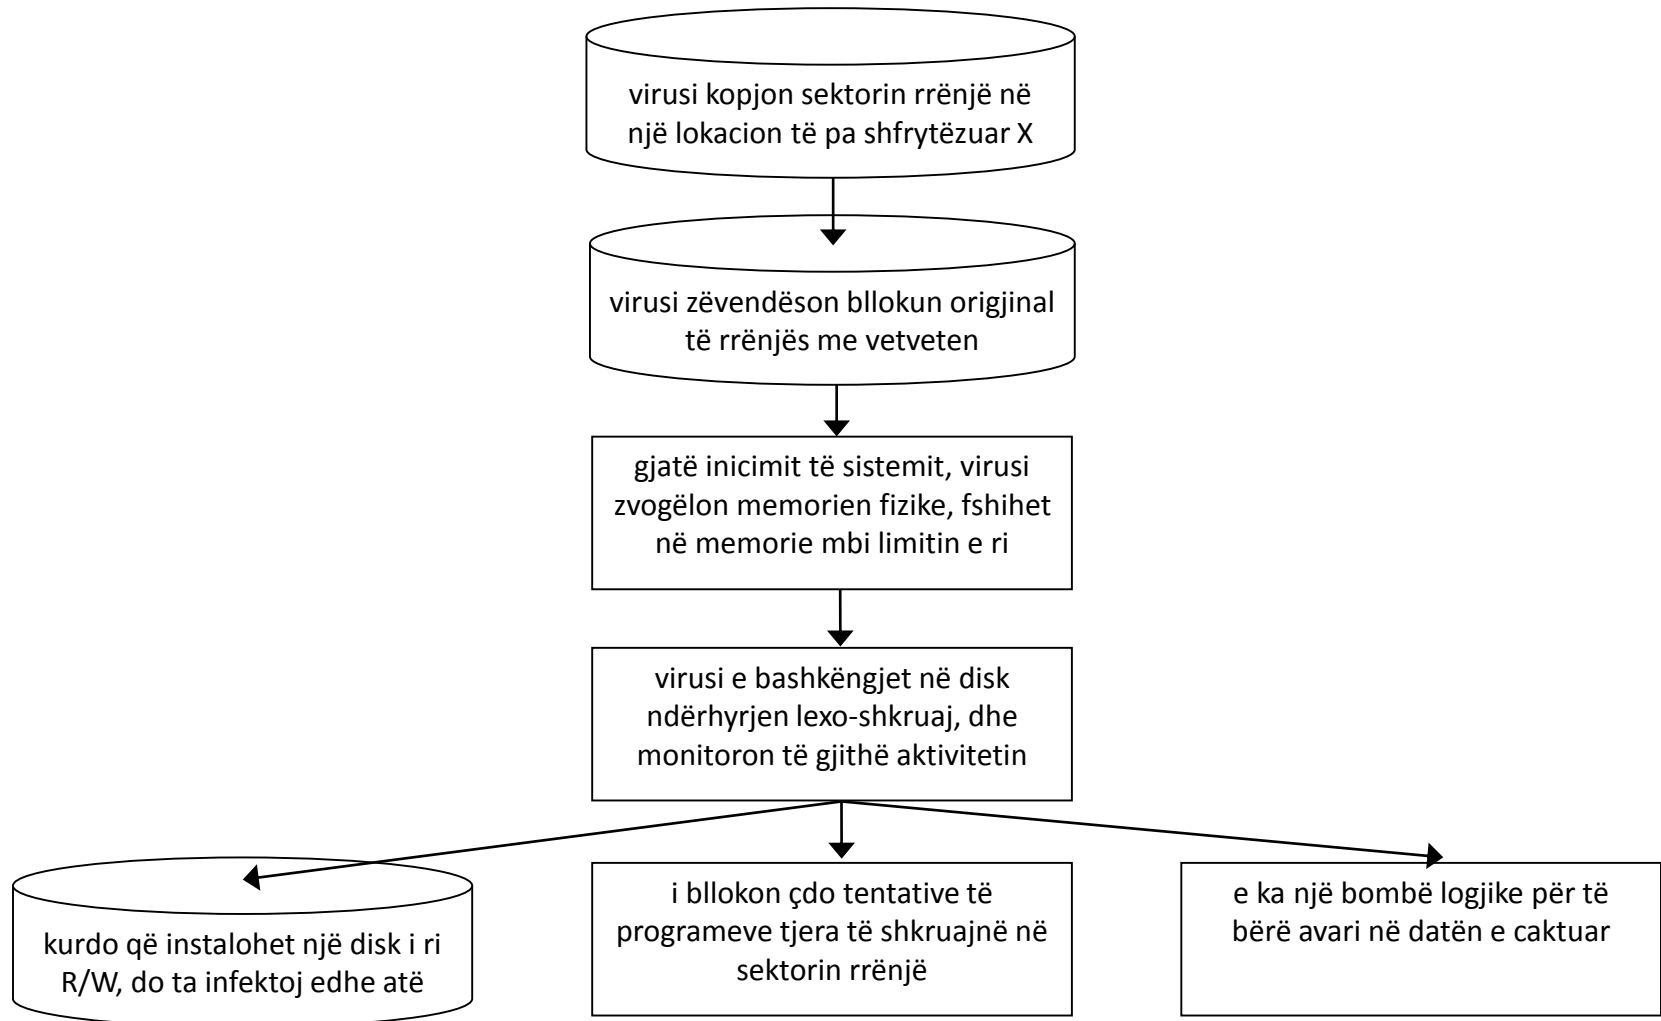 virusi kopjon sektorin rrënjë në
një lokacion të pa shfrytëzuar X
virusi zëvendëson bllokun origjinal
të rrënjës me vetveten
gjatë inicimit të sistemit, virusi
zvogëlon memorien fizike, fshihet
në memorie mbi limitin e ri
virusi e bashkëngjet në disk
ndërhyrjen lexo-shkruaj, dhe
monitoron të gjithë aktivitetin
kurdo që instalohet një disk i ri
R/W, do ta infektoj edhe atë
i bllokon çdo tentative të
programeve tjera të shkruajnë në
sektorin rrënjë
e ka një bombë logjike për të
bërë avari në datën e caktuar